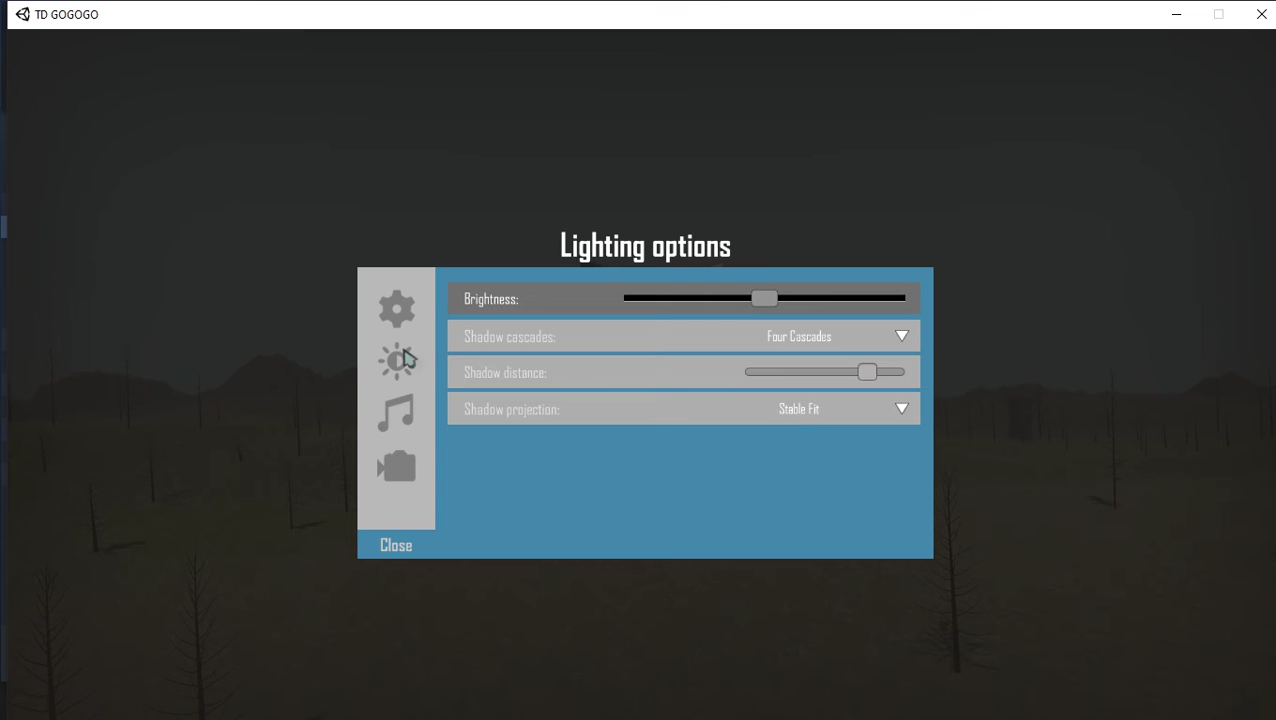 TD GOGOGO
Lighting options
Brightness:
Shadow cascades: Four Cascades
Shadow distance:
Shadow projection: Stable Fit
Close